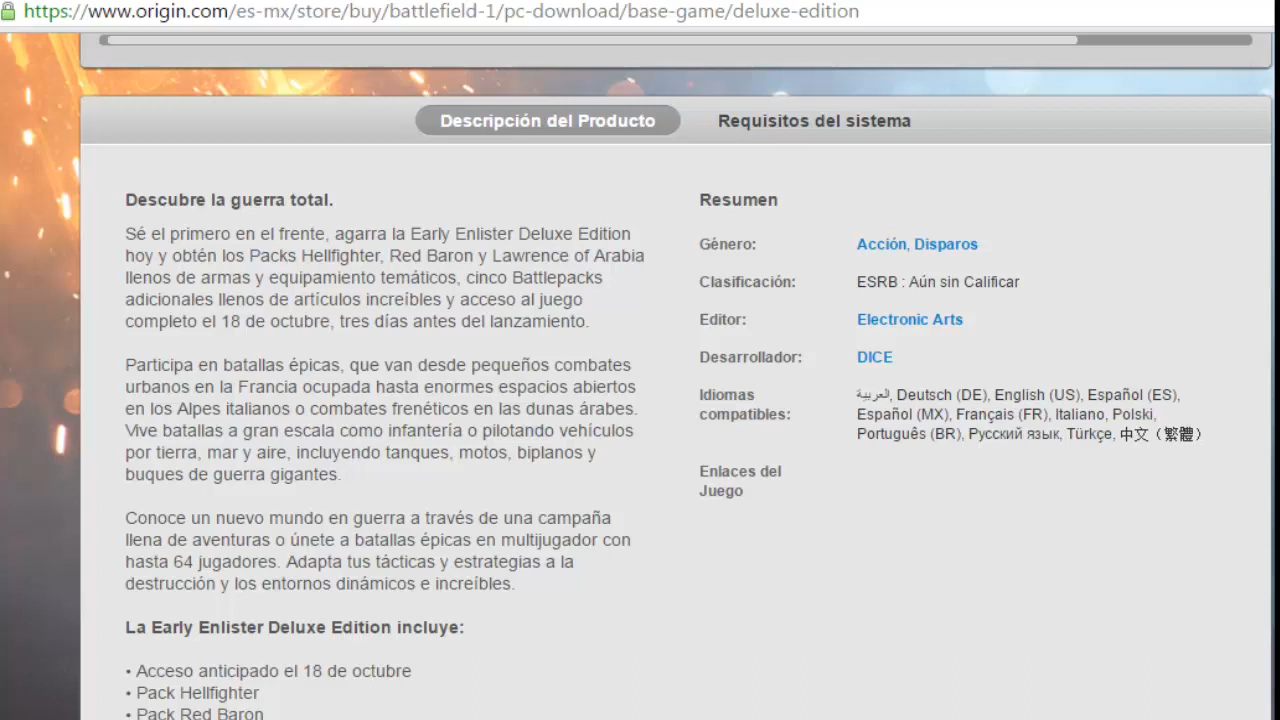 https://www.origin.com/es-mx/store/buy/battlefield-1/pc-download/base-game/deluxe-edition
Descripción del Producto
Requisitos del sistema
Descubre la guerra total.
Sé el primero en el frente, agarra la Early Enlister Deluxe Edition
hoy y obtén los Packs Hellfighter, Red Baron y Lawrence of Arabia
llenos de armas y equipamiento temáticos, cinco Battlepacks
adicionales llenos de artículos increíbles y acceso al juego
completo el 18 de octubre, tres días antes del lanzamiento.
Participa en batallas épicas, que van desde pequeños combates
urbanos en la Francia ocupada hasta enormes espacios abiertos
en los Alpes italianos o combates frenéticos en las dunas árabes.
Vive batallas a gran escala como infantería o pilotando vehículos
por tierra, mar y aire, incluyendo tanques, motos, biplanos y
buques de guerra gigantes.
Conoce un nuevo mundo en guerra a través de una campaña
llena de aventuras o únete a batallas épicas en multijugador con
hasta 64 jugadores. Adapta tus tácticas y estrategias a la
destrucción y los entornos dinámicos e increíbles.
La Early Enlister Deluxe Edition incluye:
• Acceso anticipado el 18 de octubre
• Pack Hellfighter
• Pack Red Baron
Resumen
Género: Acción, Disparos
Clasificación: ESRB : Aún sin Calificar
Editor: Electronic Arts
Desarrollador: DICE
Idiomas
compatibles:
العربية, Deutsch (DE), English (US), Español (ES),
Español (MX), Français (FR), Italiano, Polski,
Português (BR), Русский язык, Türkçe, 中文（繁體）
Enlaces del
Juego